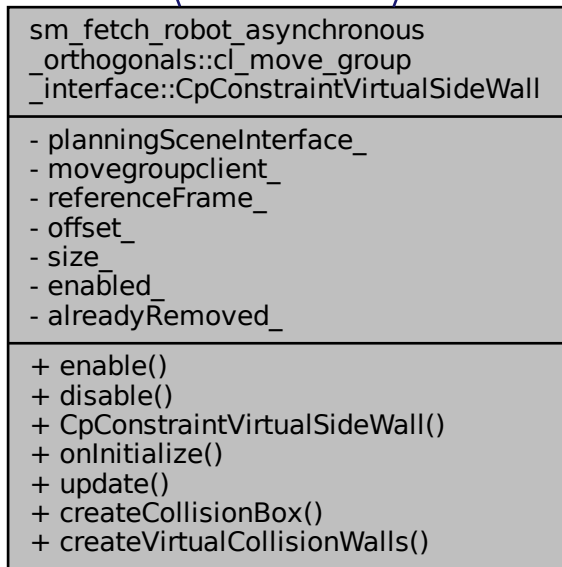 sm_fetch_robot_asynchronous
_orthogonals::cl_move_group
_interface::CpConstraintVirtualSideWall
- planningSceneInterface_
- movegroupclient_
- referenceFrame_
- offset_
- size_
- enabled_
- alreadyRemoved_
+ enable()
+ disable()
+ CpConstraintVirtualSideWall()
+ onInitialize()
+ update()
+ createCollisionBox()
+ createVirtualCollisionWalls()